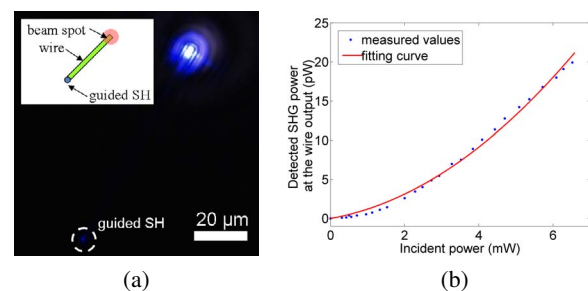 beam spot
wire
guided SH
guided SH
20 μm
(a)
Detected SHG power
at the wire output (pW)
25
20
15
10
5
0
measured values
fitting curve
0 2 4 6
Incident power (mW)
(b)